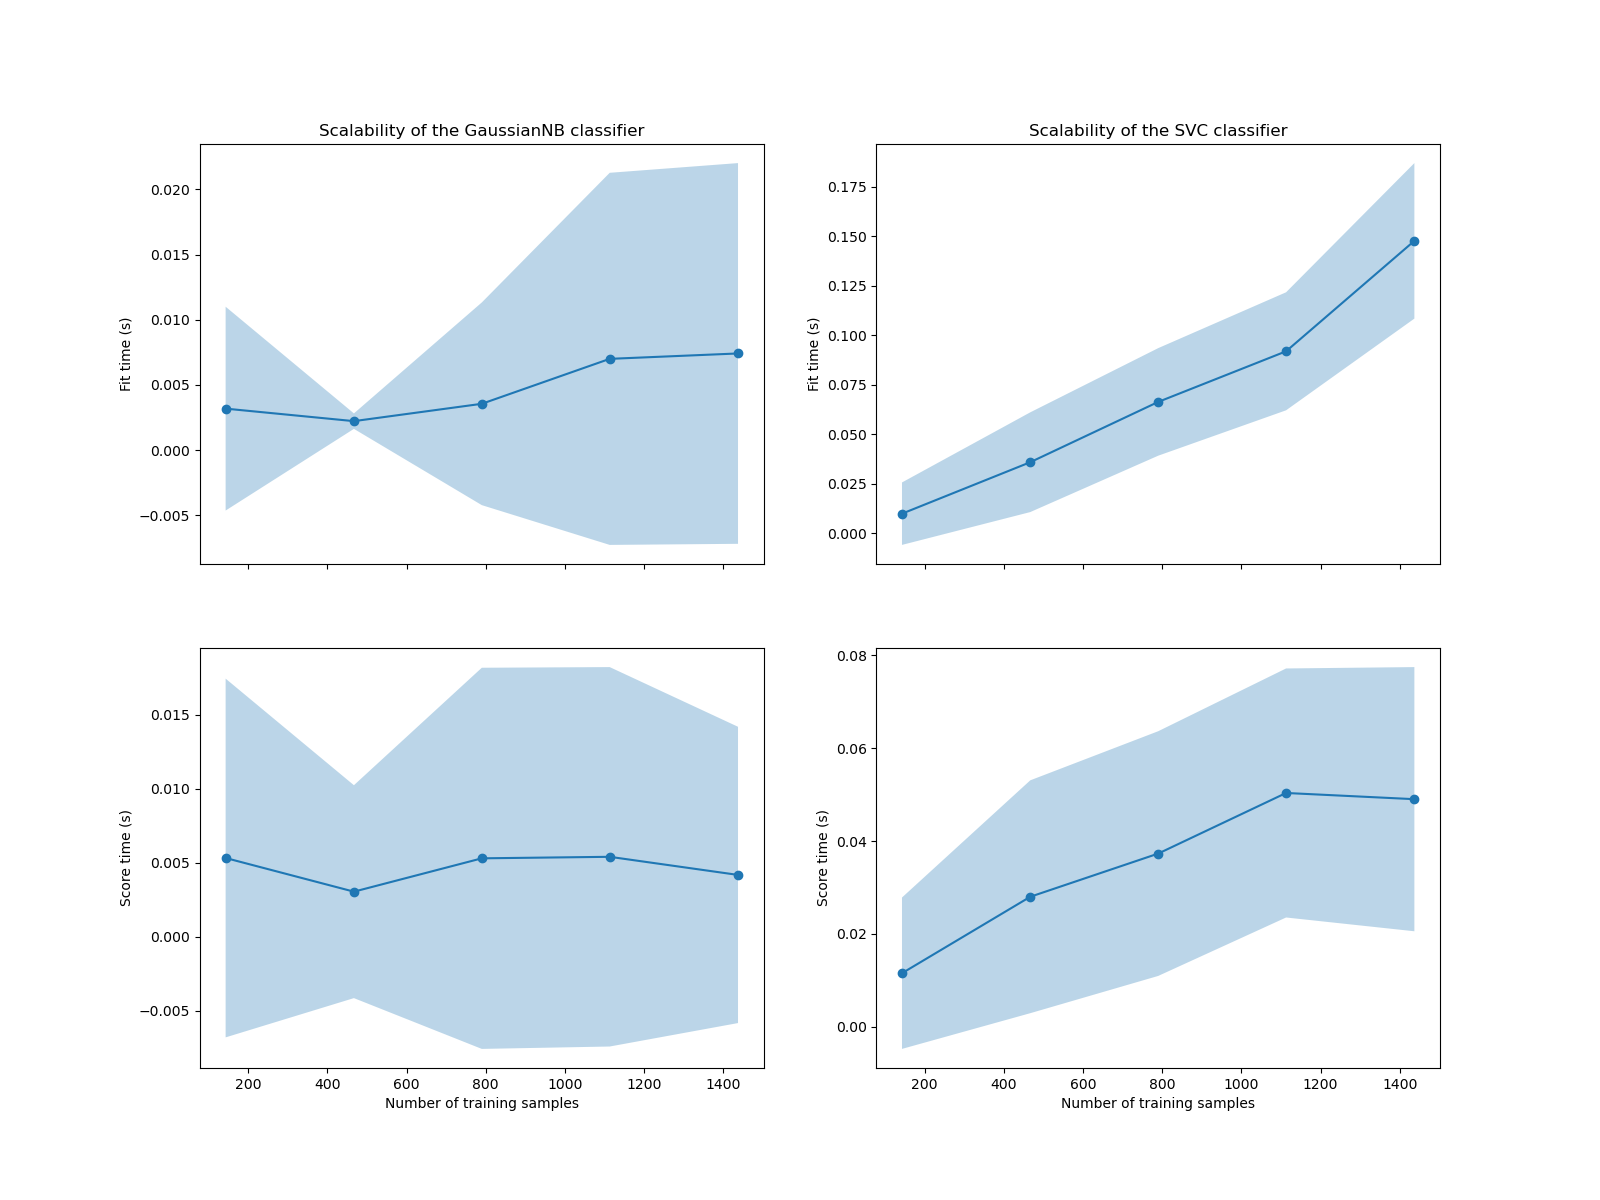 Scalability of the GaussianNB classifier
0.020
0.015
0.010
0.005
0.000
−0.005
Fit time (s)
Scalability of the SVC classifier
0.175
0.150
0.125
0.100
0.075
0.050
0.025
0.000
Fit time (s)
0.015
0.010
0.005
0.000
−0.005
Score time (s)
200 400 600 800 1000 1200 1400
Number of training samples
0.08
0.06
0.04
0.02
0.00
Score time (s)
200 400 600 800 1000 1200 1400
Number of training samples